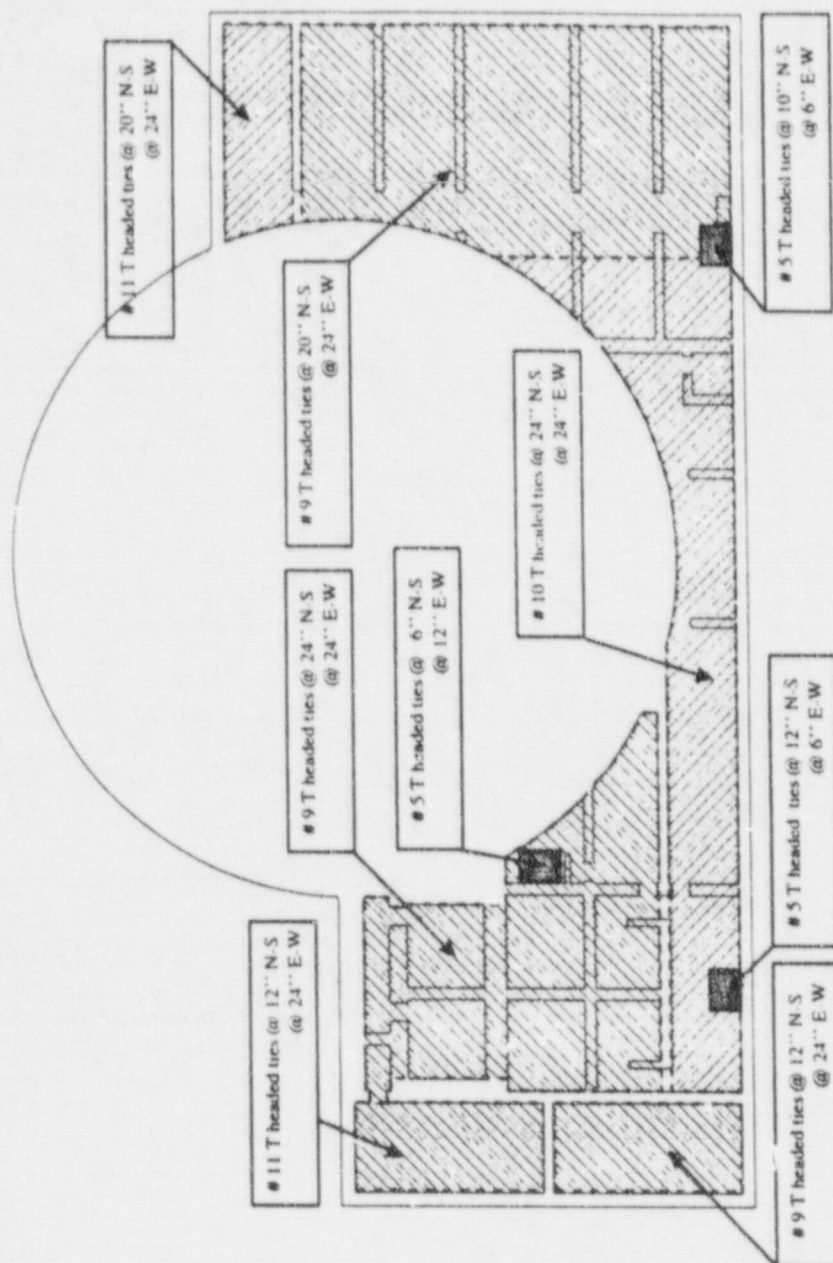 #11 T headed ties @ 20'' N-S
@ 24'' E-W
#9 T headed ties @ 20'' N-S
@ 24'' E-W
#10 T headed ties @ 24'' N-S
@ 24'' E-W
#5 T headed ties @ 10'' N-S
@ 6'' E-W
#9 T headed ties @ 24'' N-S
@ 24'' E-W
#5 T headed ties @ 6'' N-S
@ 12'' E-W
#5 T headed ties @ 12'' N-S
@ 6'' E-W
#11 T headed ties @ 12'' N-S
@ 24'' E-W
#9 T headed ties @ 12'' N-S
@ 24'' E-W